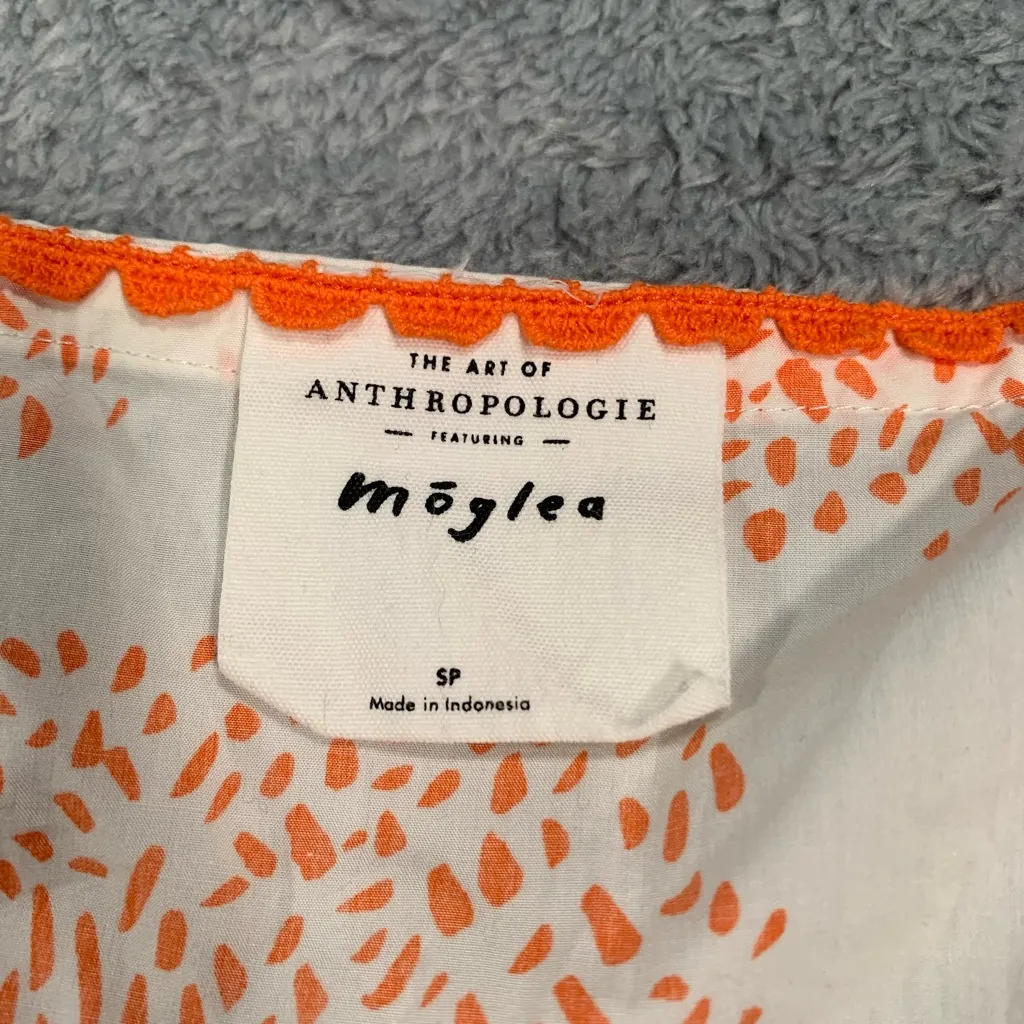 THE ART OF
ANTHROPOLOGIE
— FEATURING —
mōglea
SP
Made in Indonesia